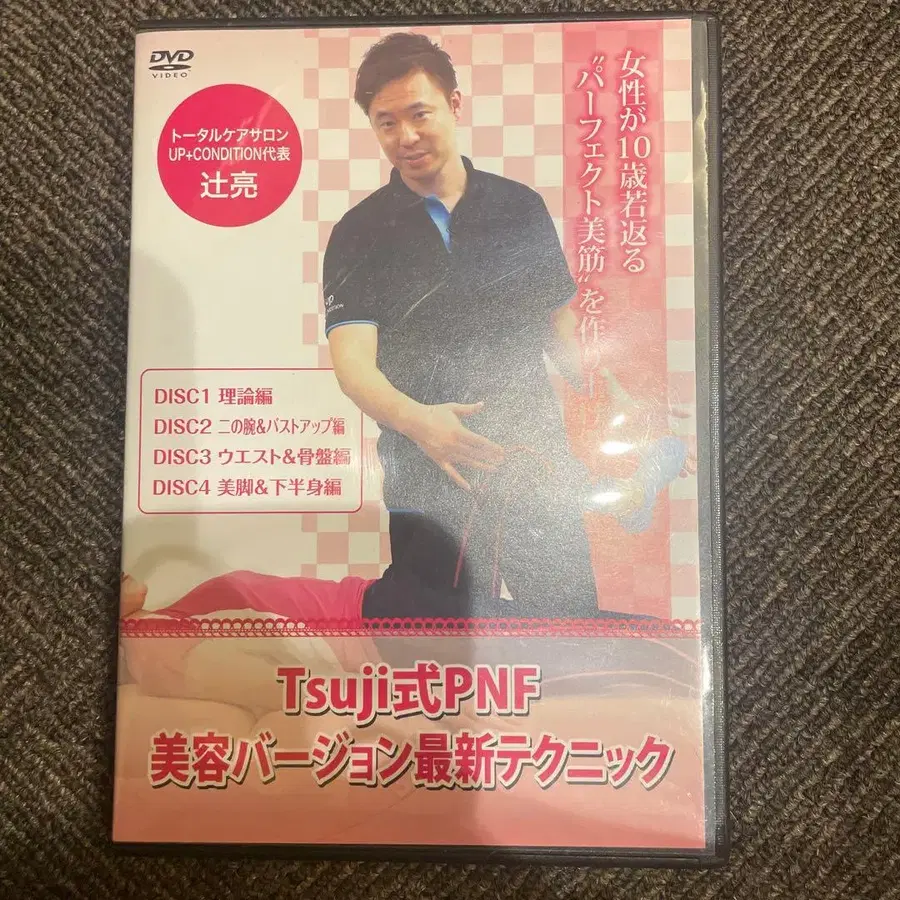 DVD
VIDEO
トータルケアサロン
UP+CONDITION代表
辻亮
女性が10歳若返る
"パーフェクト美筋"を作り
DISC1 理論編
DISC2 二の腕&バストアップ編
DISC3 ウエスト&骨盤編
DISC4 美脚&下半身編
Tsuji式PNF
美容バージョン最新テクニック